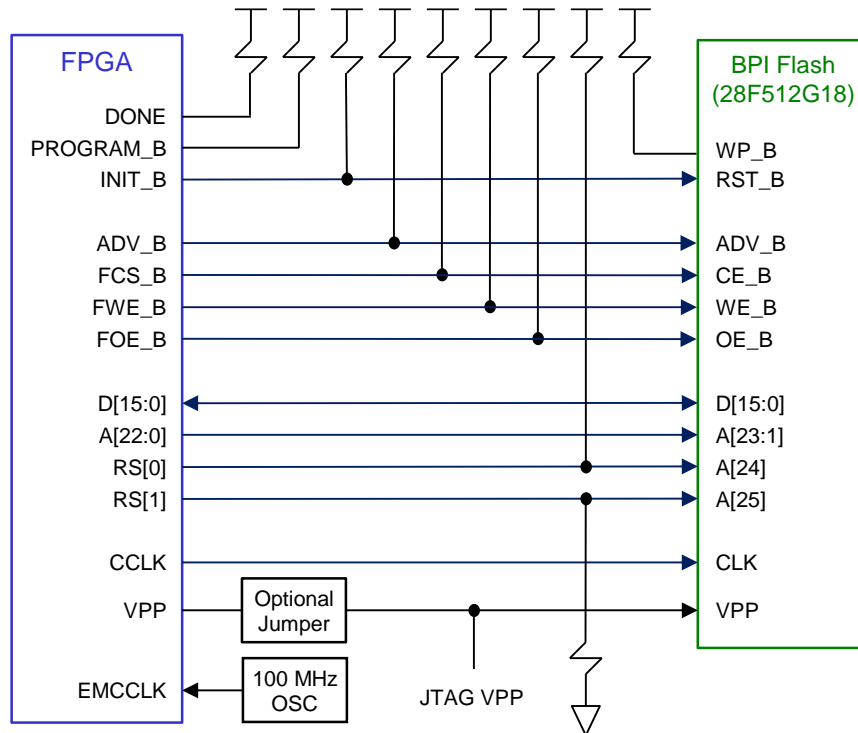 FPGA
DONE
PROGRAM_B
INIT_B
ADV_B
FCS_B
FWE_B
FOE_B
D[15:0]
A[22:0]
RS[0]
RS[1]
CCLK
VPP
EMCCLK
Optional
Jumper
100 MHz
OSC
JTAG VPP
BPI Flash
(28F512G18)
WP_B
RST_B
ADV_B
CE_B
WE_B
OE_B
D[15:0]
A[23:1]
A[24]
A[25]
CLK
VPP